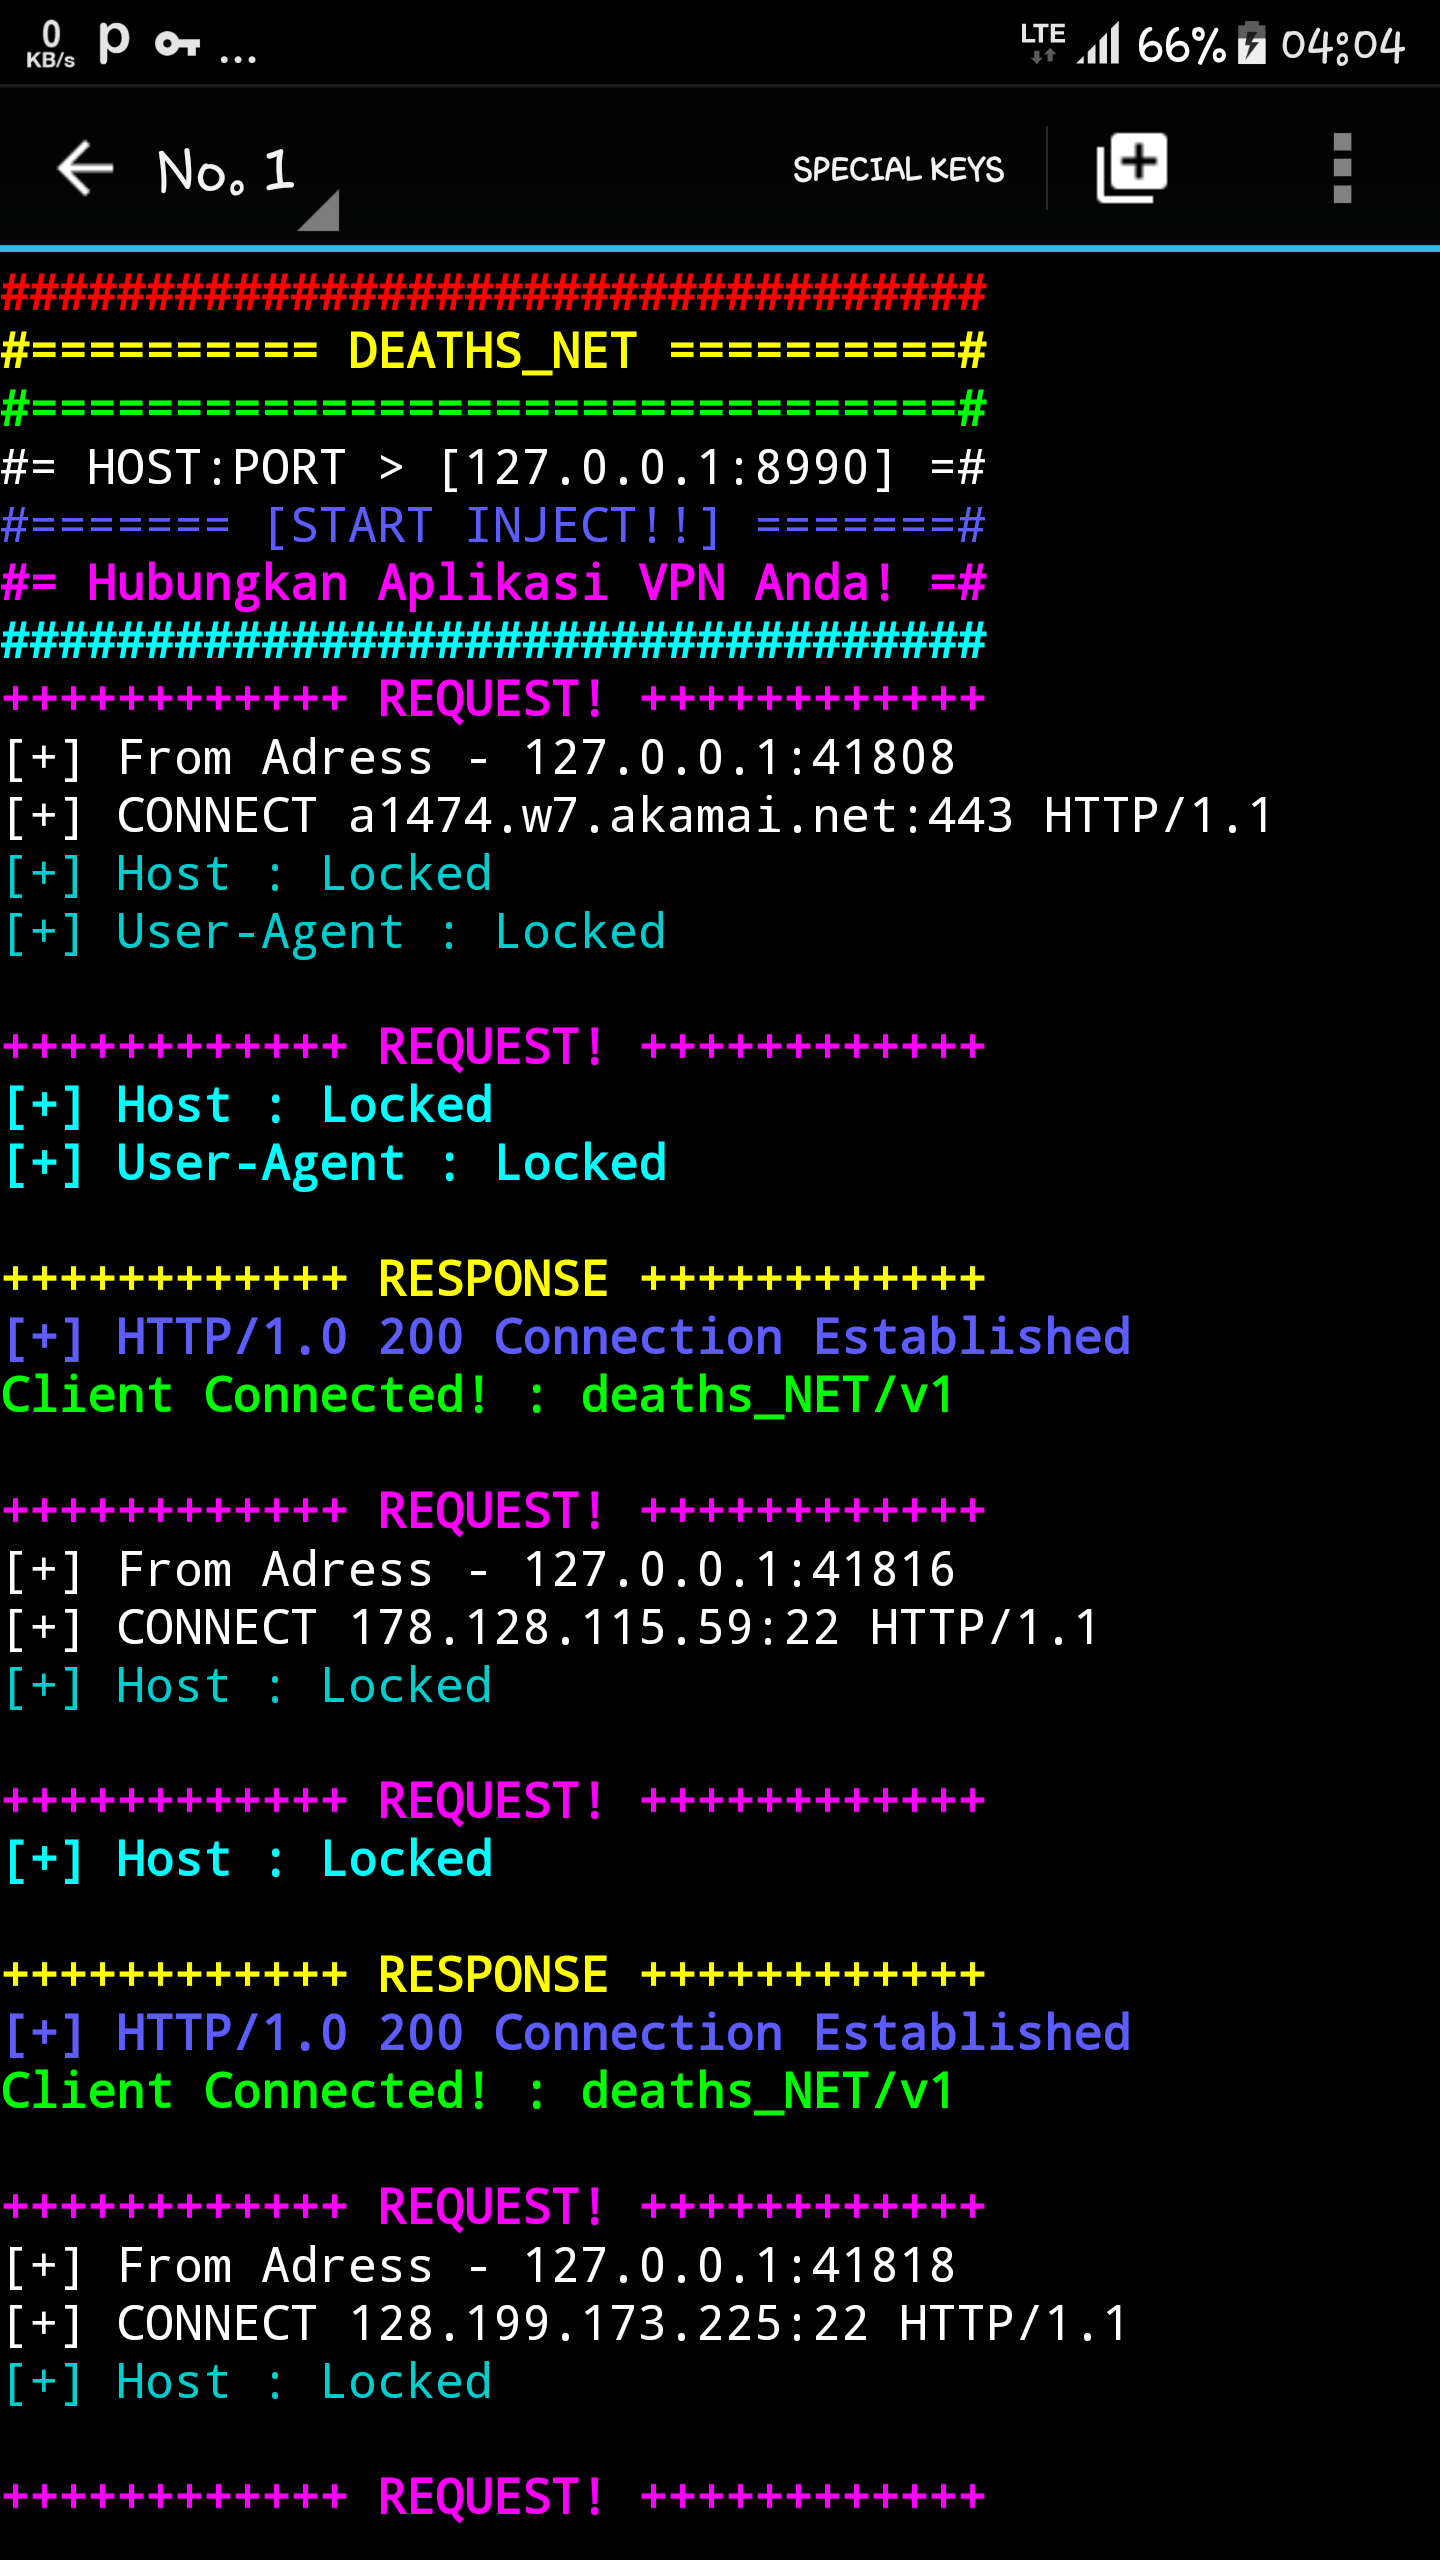 0
KB/s
p
...
LTE
66%
04:04
No. 1
SPECIAL KEYS
##################################
#========== DEATHS_NET ==========#
#================================#
#= HOST:PORT > [127.0.0.1:8990] =#
#======= [START INJECT!!] =======#
#= Hubungkan Aplikasi VPN Anda! =#
##################################
++++++++++++ REQUEST! ++++++++++++
[+] From Adress - 127.0.0.1:41808
[+] CONNECT a1474.w7.akamai.net:443 HTTP/1.1
[+] Host : Locked
[+] User-Agent : Locked
++++++++++++ REQUEST! ++++++++++++
[+] Host : Locked
[+] User-Agent : Locked
++++++++++++ RESPONSE ++++++++++++
[+] HTTP/1.0 200 Connection Established
Client Connected! : deaths_NET/v1
++++++++++++ REQUEST! ++++++++++++
[+] From Adress - 127.0.0.1:41816
[+] CONNECT 178.128.115.59:22 HTTP/1.1
[+] Host : Locked
++++++++++++ REQUEST! ++++++++++++
[+] Host : Locked
++++++++++++ RESPONSE ++++++++++++
[+] HTTP/1.0 200 Connection Established
Client Connected! : deaths_NET/v1
++++++++++++ REQUEST! ++++++++++++
[+] From Adress - 127.0.0.1:41818
[+] CONNECT 128.199.173.225:22 HTTP/1.1
[+] Host : Locked
++++++++++++ REQUEST! ++++++++++++